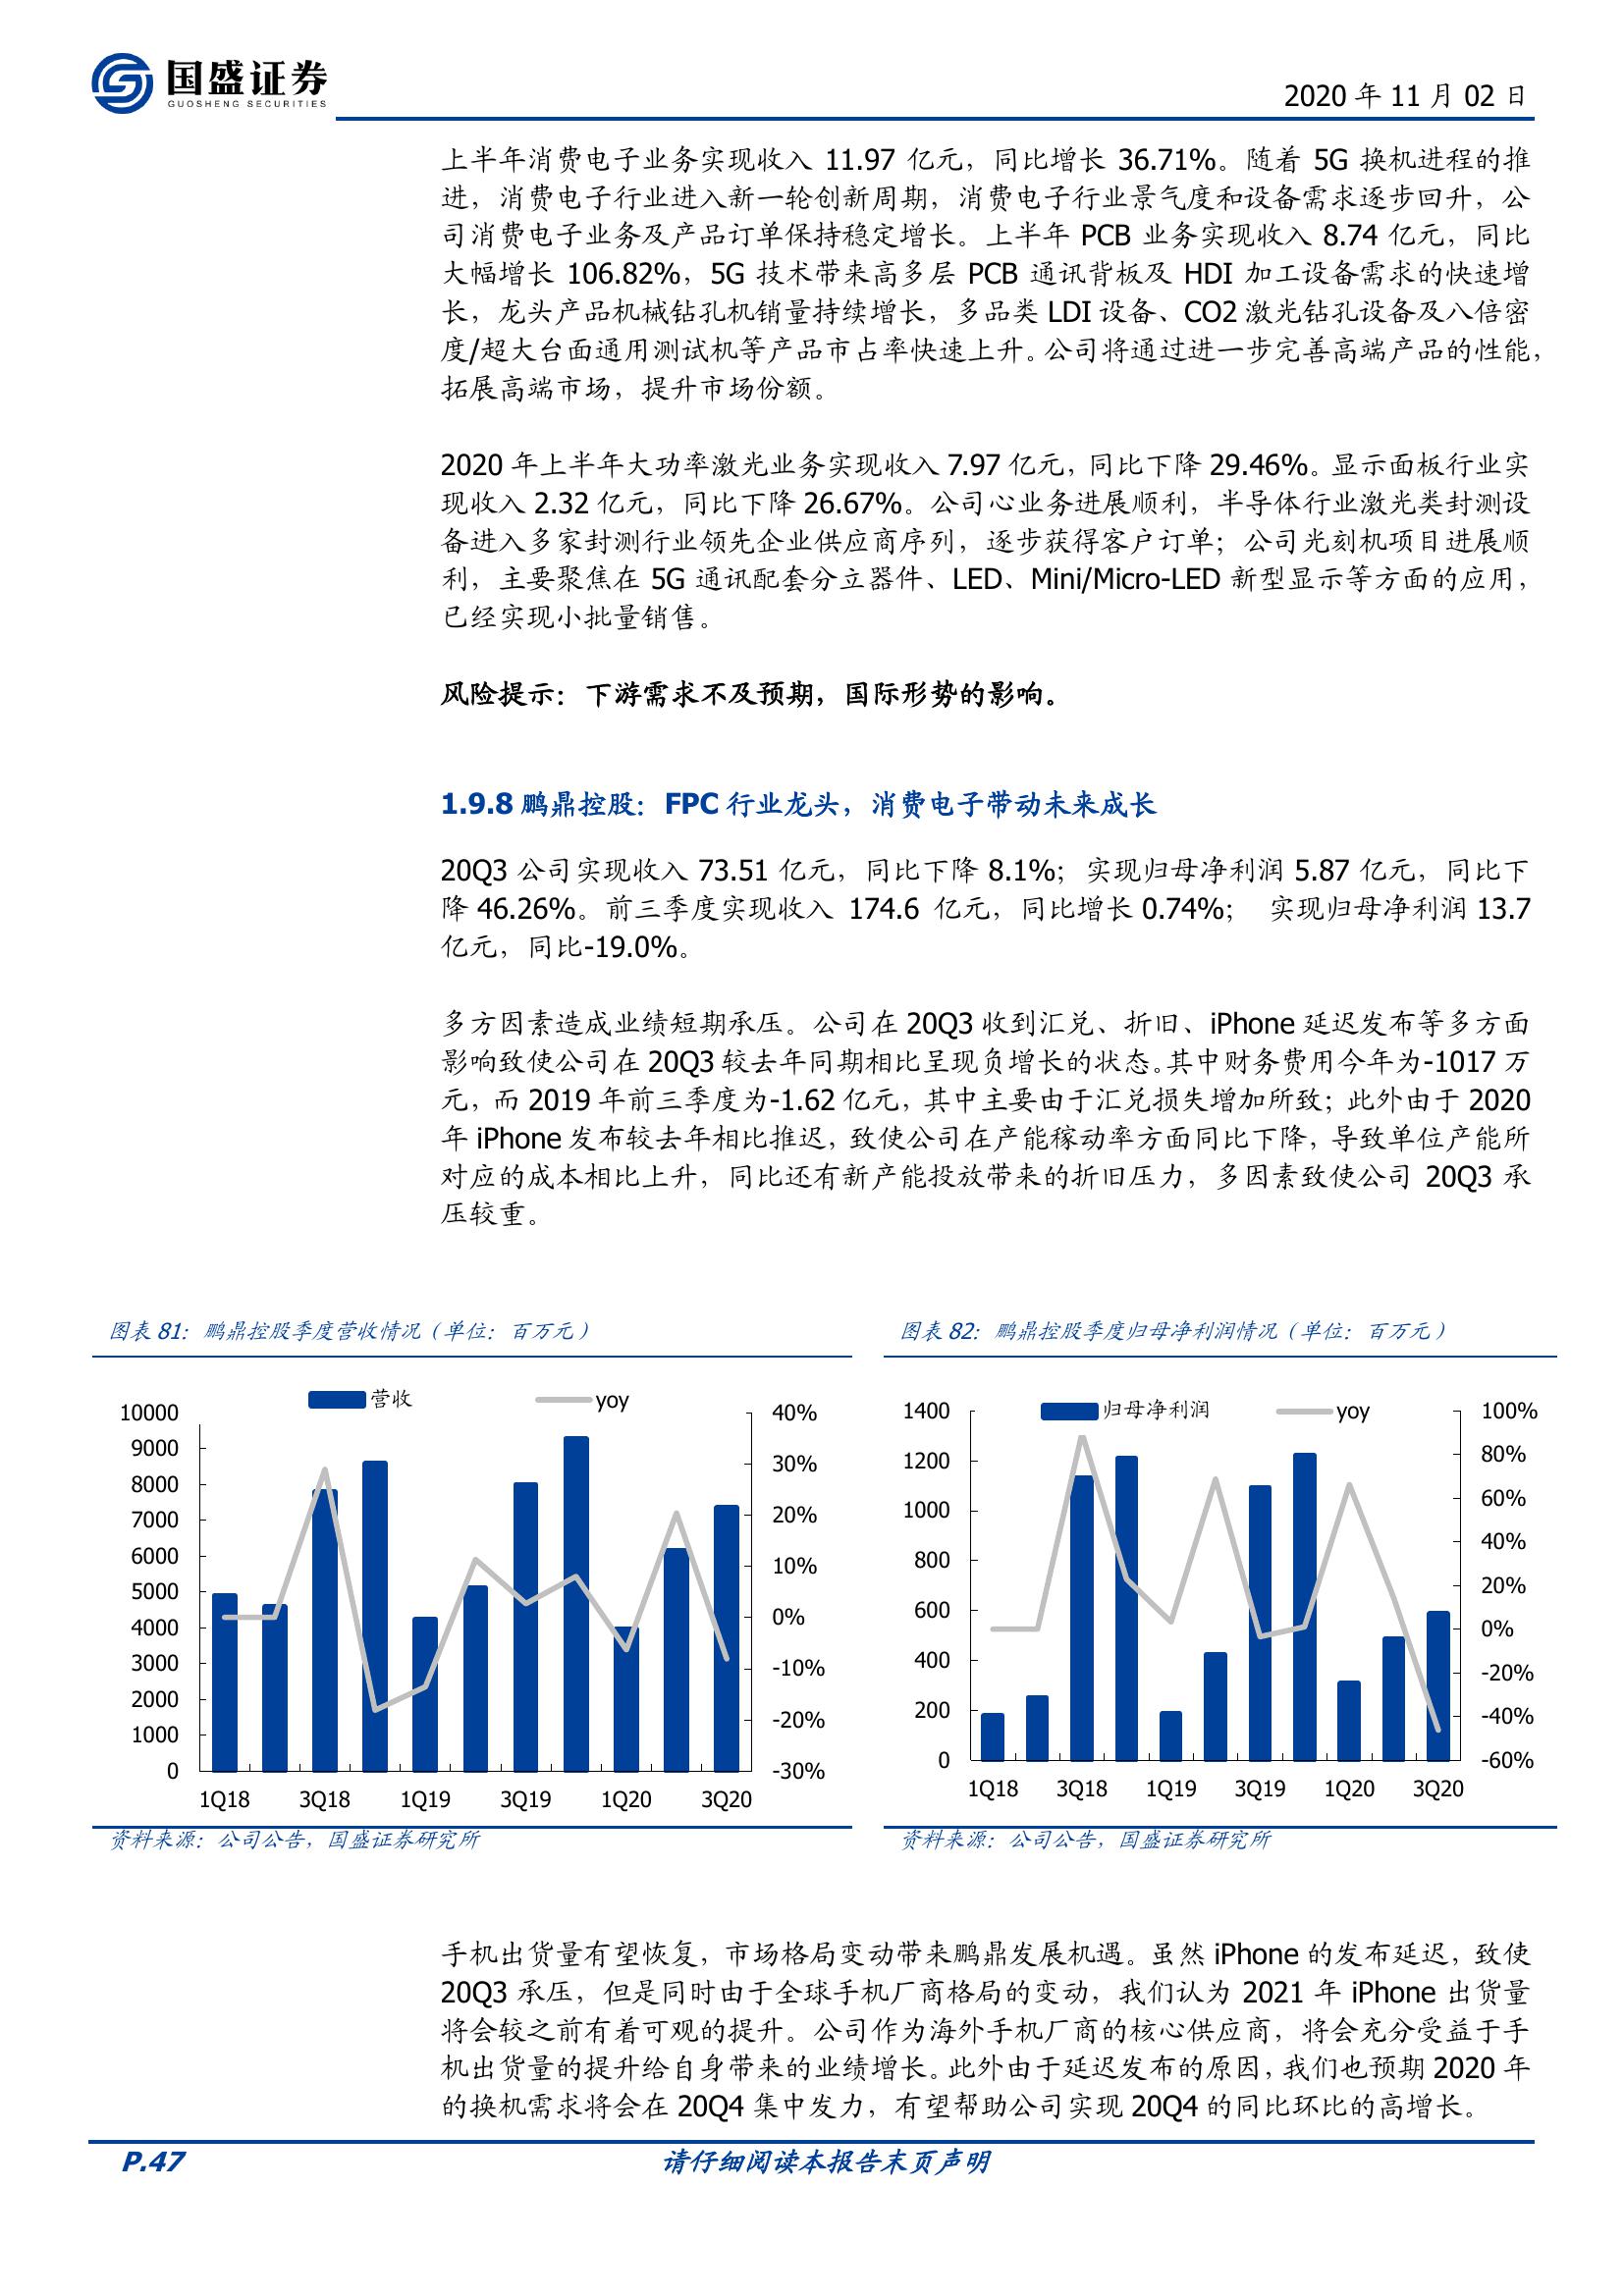 国盛证券
GUOSHENG SECURITIES
2020 年 11 月 02 日
上半年消费电子业务实现收入 11.97 亿元，同比增长 36.71%。随着 5G 换机进程的推
进，消费电子行业进入新一轮创新周期，消费电子行业景气度和设备需求逐步回升，公
司消费电子业务及产品订单保持稳定增长。上半年 PCB 业务实现收入 8.74 亿元，同比
大幅增长 106.82%，5G 技术带来高多层 PCB 通讯背板及 HDI 加工设备需求的快速增
长，龙头产品机械钻孔机销量持续增长，多品类 LDI 设备、CO2 激光钻孔设备及八倍密
度/超大台面通用测试机等产品市占率快速上升。公司将通过进一步完善高端产品的性能，
拓展高端市场，提升市场份额。
2020 年上半年大功率激光业务实现收入 7.97 亿元，同比下降 29.46%。显示面板行业实
现收入 2.32 亿元，同比下降 26.67%。公司心业务进展顺利，半导体行业激光类封测设
备进入多家封测行业领先企业供应商序列，逐步获得客户订单；公司光刻机项目进展顺
利，主要聚焦在 5G 通讯配套分立器件、LED、Mini/Micro-LED 新型显示等方面的应用，
已经实现小批量销售。
风险提示：下游需求不及预期，国际形势的影响。
1.9.8 鹏鼎控股：FPC 行业龙头，消费电子带动未来成长
20Q3 公司实现收入 73.51 亿元，同比下降 8.1%；实现归母净利润 5.87 亿元，同比下
降 46.26%。前三季度实现收入 174.6 亿元，同比增长 0.74%； 实现归母净利润 13.7
亿元，同比-19.0%。
多方因素造成业绩短期承压。公司在 20Q3 收到汇兑、折旧、iPhone 延迟发布等多方面
影响致使公司在 20Q3 较去年同期相比呈现负增长的状态。其中财务费用今年为-1017 万
元，而 2019 年前三季度为-1.62 亿元，其中主要由于汇兑损失增加所致；此外由于 2020
年 iPhone 发布较去年相比推迟，致使公司在产能稼动率方面同比下降，导致单位产能所
对应的成本相比上升，同比还有新产能投放带来的折旧压力，多因素致使公司 20Q3 承
压较重。
图表 81：鹏鼎控股季度营收情况（单位：百万元）
营收
yoy
10000
9000
8000
7000
6000
5000
4000
3000
2000
1000
0
40%
30%
20%
10%
0%
-10%
-20%
-30%
1Q18 3Q18 1Q19 3Q19 1Q20 3Q20
资料来源：公司公告，国盛证券研究所
图表 82：鹏鼎控股季度归母净利润情况（单位：百万元）
归母净利润
yoy
1400
1200
1000
800
600
400
200
0
100%
80%
60%
40%
20%
0%
-20%
-40%
-60%
1Q18 3Q18 1Q19 3Q19 1Q20 3Q20
资料来源：公司公告，国盛证券研究所
手机出货量有望恢复，市场格局变动带来鹏鼎发展机遇。虽然 iPhone 的发布延迟，致使
20Q3 承压，但是同时由于全球手机厂商格局的变动，我们认为 2021 年 iPhone 出货量
将会较之前有着可观的提升。公司作为海外手机厂商的核心供应商，将会充分受益于手
机出货量的提升给自身带来的业绩增长。此外由于延迟发布的原因，我们也预期 2020 年
的换机需求将会在 20Q4 集中发力，有望帮助公司实现 20Q4 的同比环比的高增长。
P.47
请仔细阅读本报告末页声明